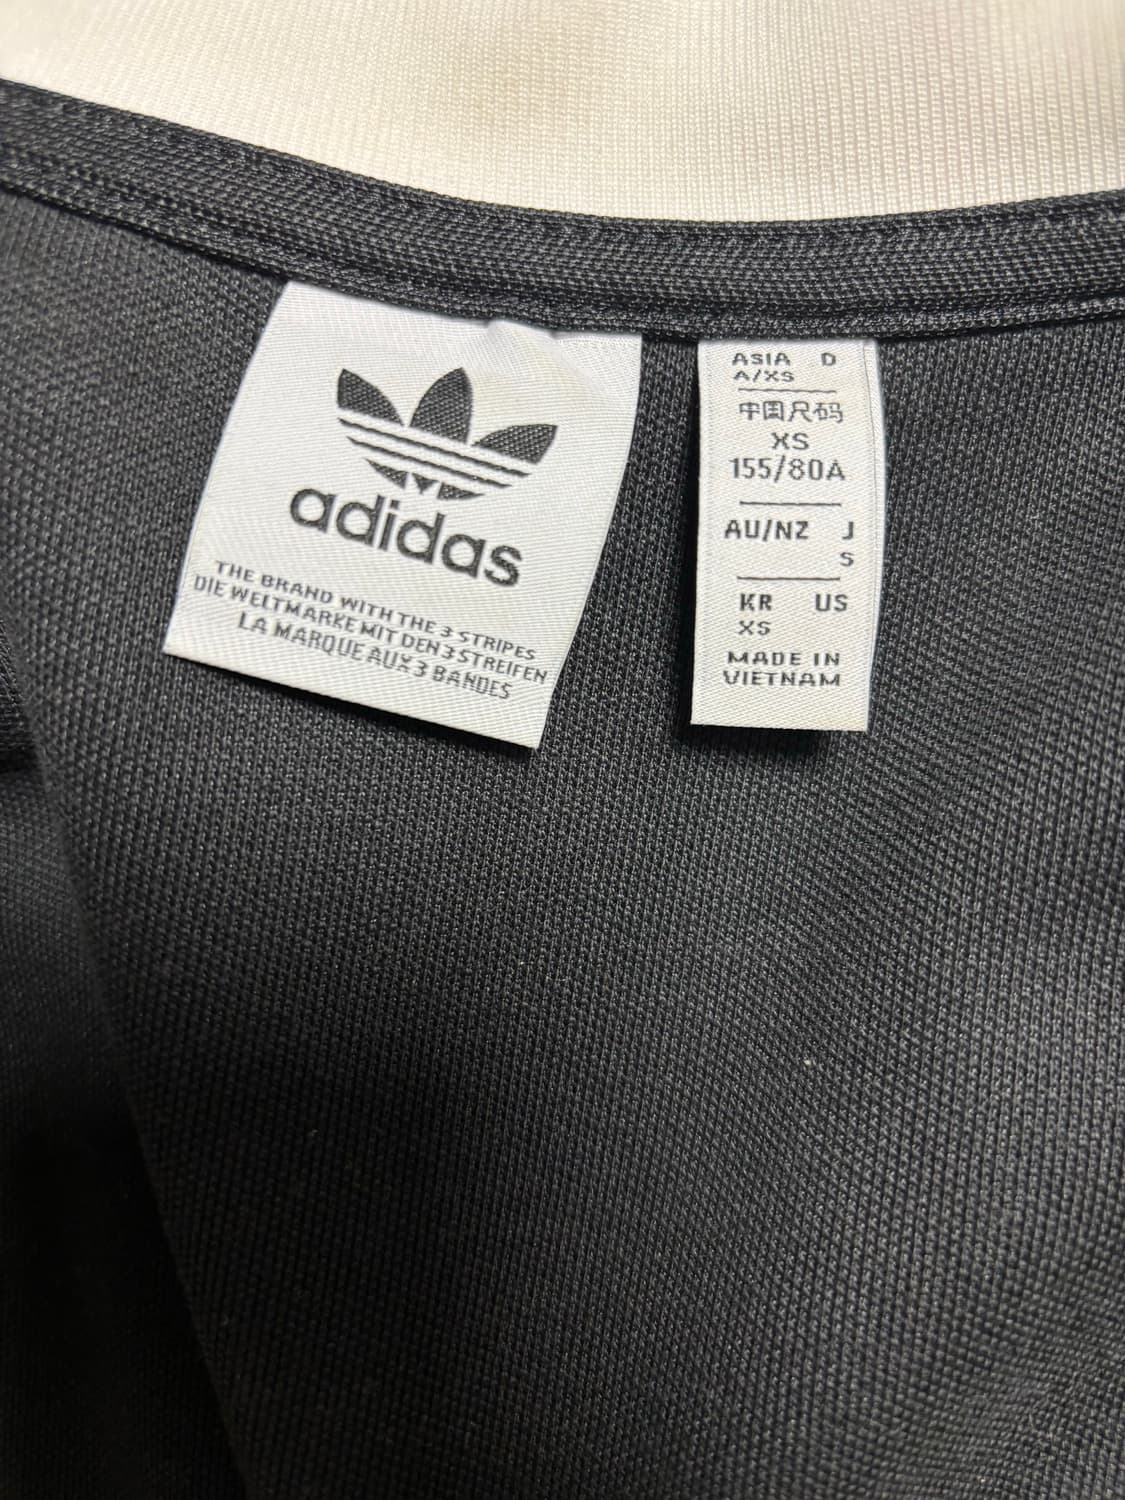 adidas
THE BRAND WITH THE 3 STRIPES
DIE WELTMARKE MIT DEN 3 STREIFEN
LA MARQUE AUX 3 BANDES
ASIA D
A/XS
中国尺码
XS
155/80A
AU/NZ J
S
KR US
XS
MADE IN
VIETNAM